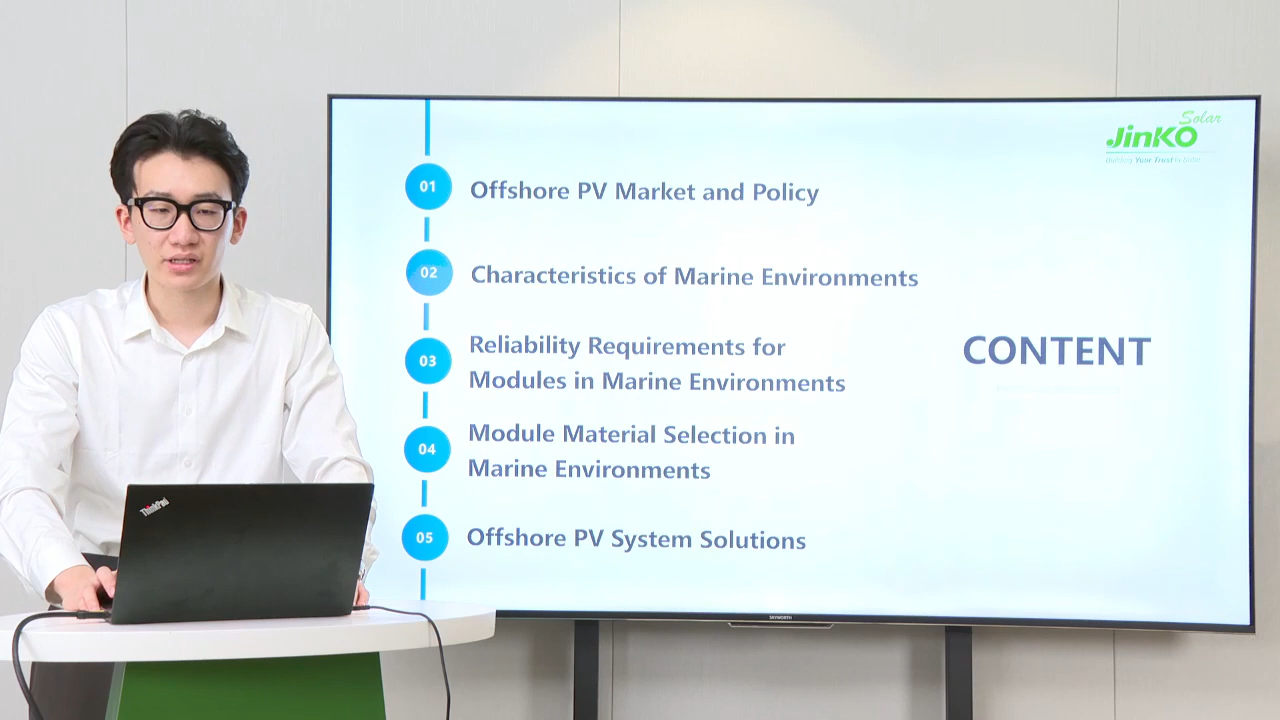 Solar
JinKO
Building Your Trust in Solar
01
Offshore PV Market and Policy
02
Characteristics of Marine Environments
03
Reliability Requirements for
Modules in Marine Environments
CONTENT
04
Module Material Selection in
Marine Environments
05
Offshore PV System Solutions
ThinkPad
SKYWORTH